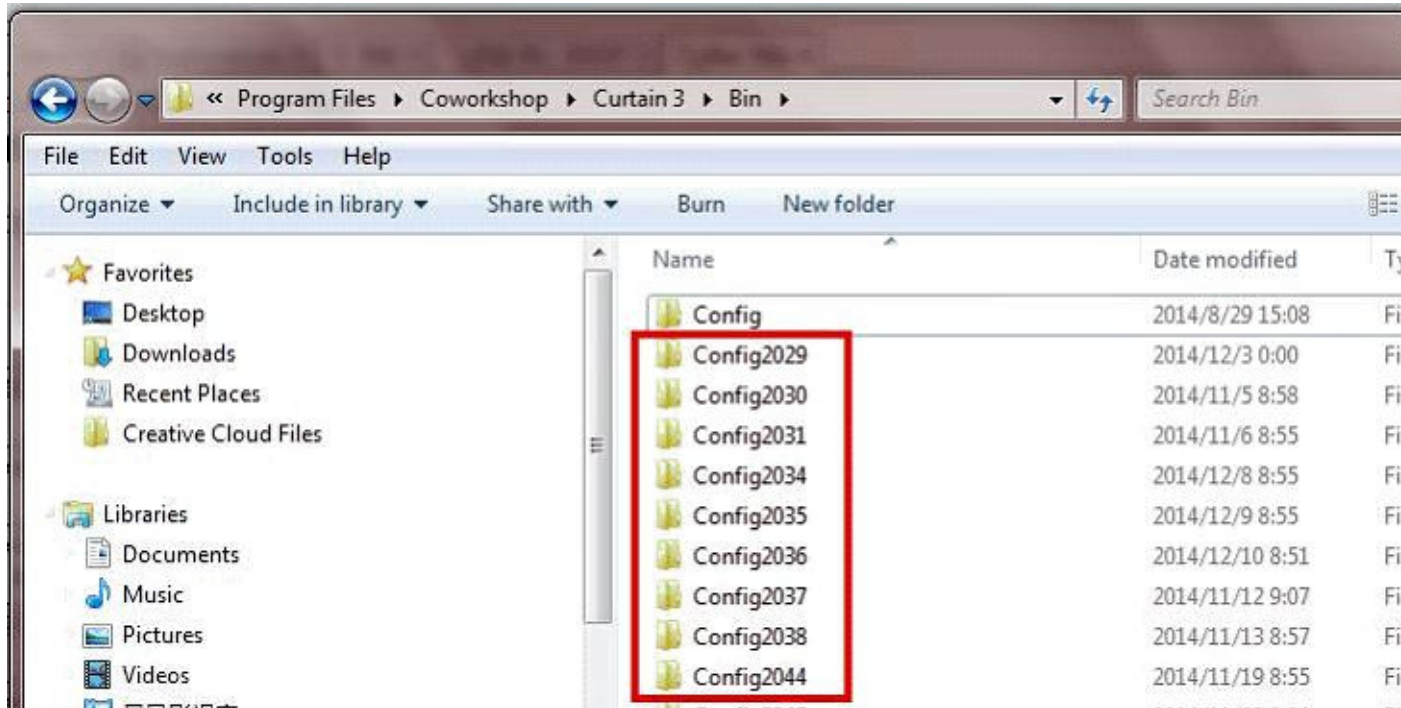 « Program Files ▸ Coworkshop ▸ Curtain 3 ▸ Bin ▸ Search Bin
File Edit View Tools Help
Organize Include in library Share with Burn New folder
Favorites
Desktop
Downloads
Recent Places
Creative Cloud Files
Libraries
Documents
Music
Pictures
Videos
Name Date modified
Config 2014/8/29 15:08
Config2029 2014/12/3 0:00
Config2030 2014/11/5 8:58
Config2031 2014/11/6 8:55
Config2034 2014/12/8 8:55
Config2035 2014/12/9 8:55
Config2036 2014/12/10 8:51
Config2037 2014/11/12 9:07
Config2038 2014/11/13 8:57
Config2044 2014/11/19 8:55